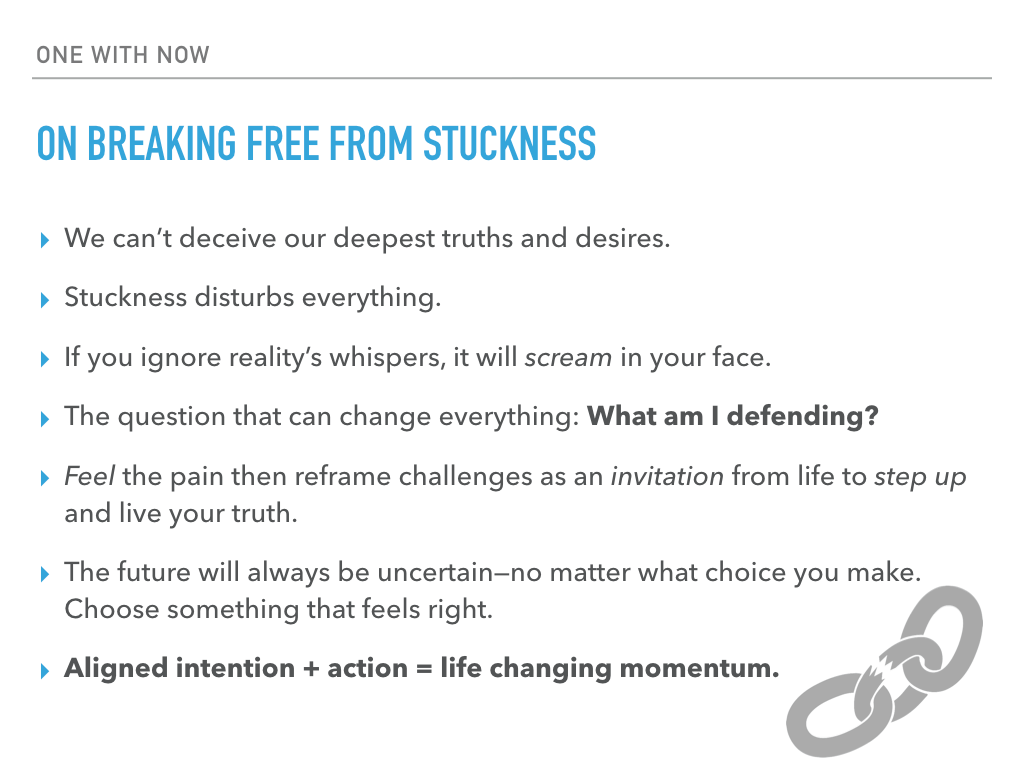 ONE WITH NOW
ON BREAKING FREE FROM STUCKNESS
We can’t deceive our deepest truths and desires.
Stuckness disturbs everything.
If you ignore reality’s whispers, it will scream in your face.
The question that can change everything: What am I defending?
Feel the pain then reframe challenges as an invitation from life to step up
and live your truth.
The future will always be uncertain—no matter what choice you make.
Choose something that feels right.
Aligned intention + action = life changing momentum.